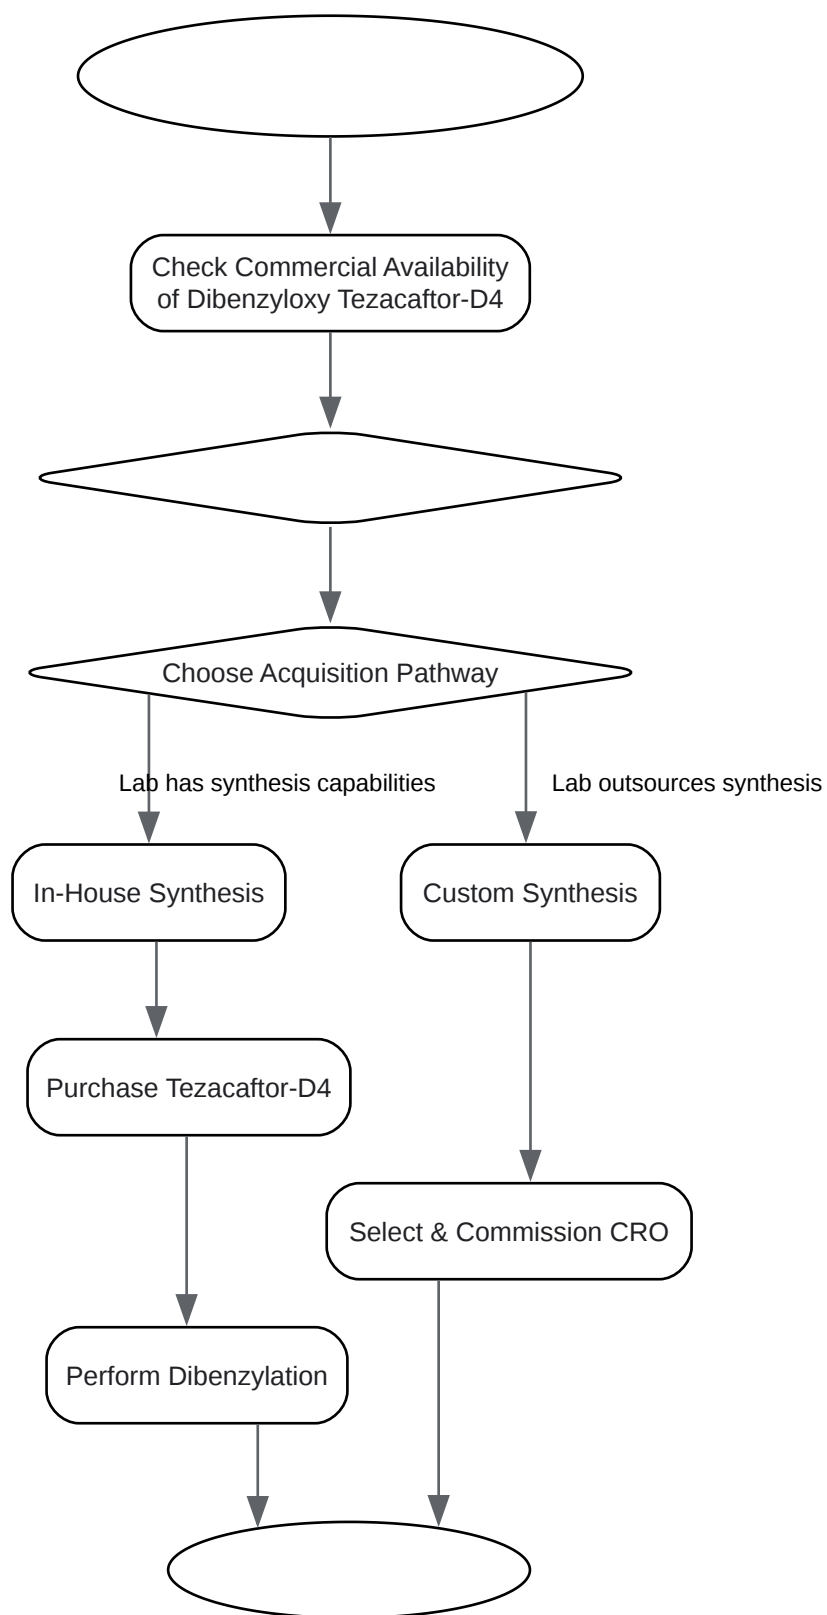 Check Commercial Availability
of Dibenzyloxy Tezacaftor-D4
Choose Acquisition Pathway
Lab has synthesis capabilities
Lab outsources synthesis
In-House Synthesis
Custom Synthesis
Purchase Tezacaftor-D4
Select & Commission CRO
Perform Dibenzylation